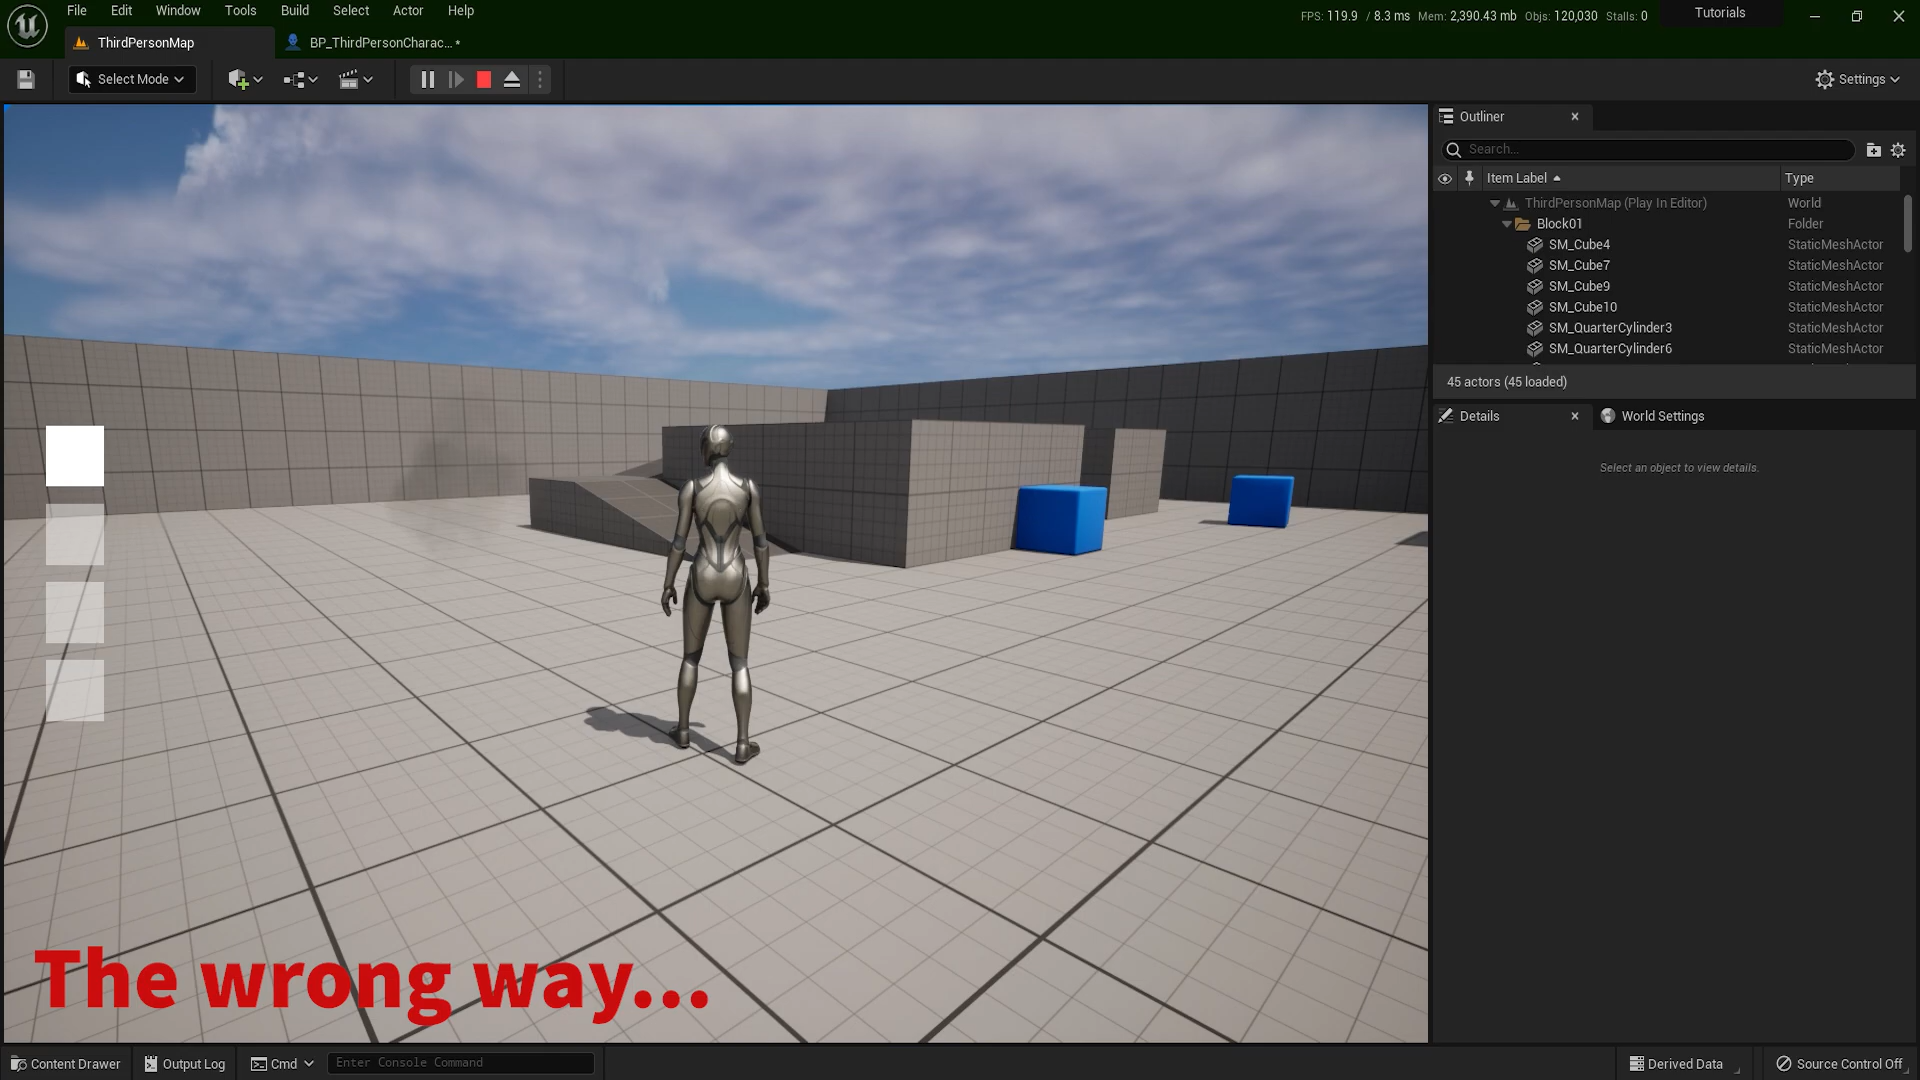 File Edit Window Tools Build Select Actor Help
FPS: 119.9 / 8.3 ms Mem: 2,390.43 mb Objs: 120,030 Stalls: 0
Tutorials
ThirdPersonMap
BP_ThirdPersonCharac... *
Select Mode
Settings
Outliner
Search...
Item Label Type
ThirdPersonMap (Play In Editor) World
Block01 Folder
SM_Cube4 StaticMeshActor
SM_Cube7 StaticMeshActor
SM_Cube9 StaticMeshActor
SM_Cube10 StaticMeshActor
SM_QuarterCylinder3 StaticMeshActor
SM_QuarterCylinder6 StaticMeshActor
45 actors (45 loaded)
Details World Settings
Select an object to view details.
The wrong way...
Content Drawer Output Log Cmd Enter Console Command Derived Data Source Control Off